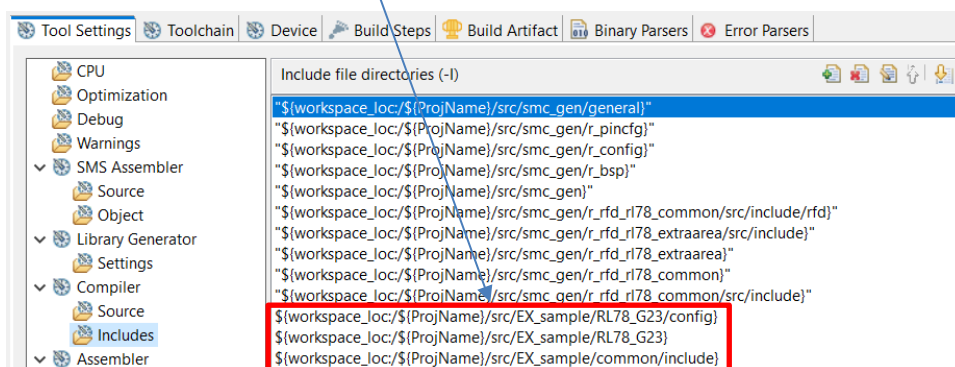 Tool Settings Toolchain Device Build Steps Build Artifact Binary Parsers Error Parsers
CPU
Optimization
Debug
Warnings
SMS Assembler
Source
Object
Library Generator
Settings
Compiler
Source
Includes
Assembler
Include file directories (-I)
"${workspace_loc:/${ProjName}/src/smc_gen/general}"
"${workspace_loc:/${ProjName}/src/smc_gen/r_pincfg}"
"${workspace_loc:/${ProjName}/src/smc_gen/r_config}"
"${workspace_loc:/${ProjName}/src/smc_gen/r_bsp}"
"${workspace_loc:/${ProjName}/src/smc_gen}"
"${workspace_loc:/${ProjName}/src/smc_gen/r_rfd_rl78_common/src/include/rfd}"
"${workspace_loc:/${ProjName}/src/smc_gen/r_rfd_rl78_extraarea/src/include}"
"${workspace_loc:/${ProjName}/src/smc_gen/r_rfd_rl78_extraarea}"
"${workspace_loc:/${ProjName}/src/smc_gen/r_rfd_rl78_common}"
"${workspace_loc:/${ProjName}/src/smc_gen/r_rfd_rl78_common/src/include}"
${workspace_loc:/${ProjName}/src/EX_sample/RL78_G23/config}
${workspace_loc:/${ProjName}/src/EX_sample/RL78_G23}
${workspace_loc:/${ProjName}/src/EX_sample/common/include}